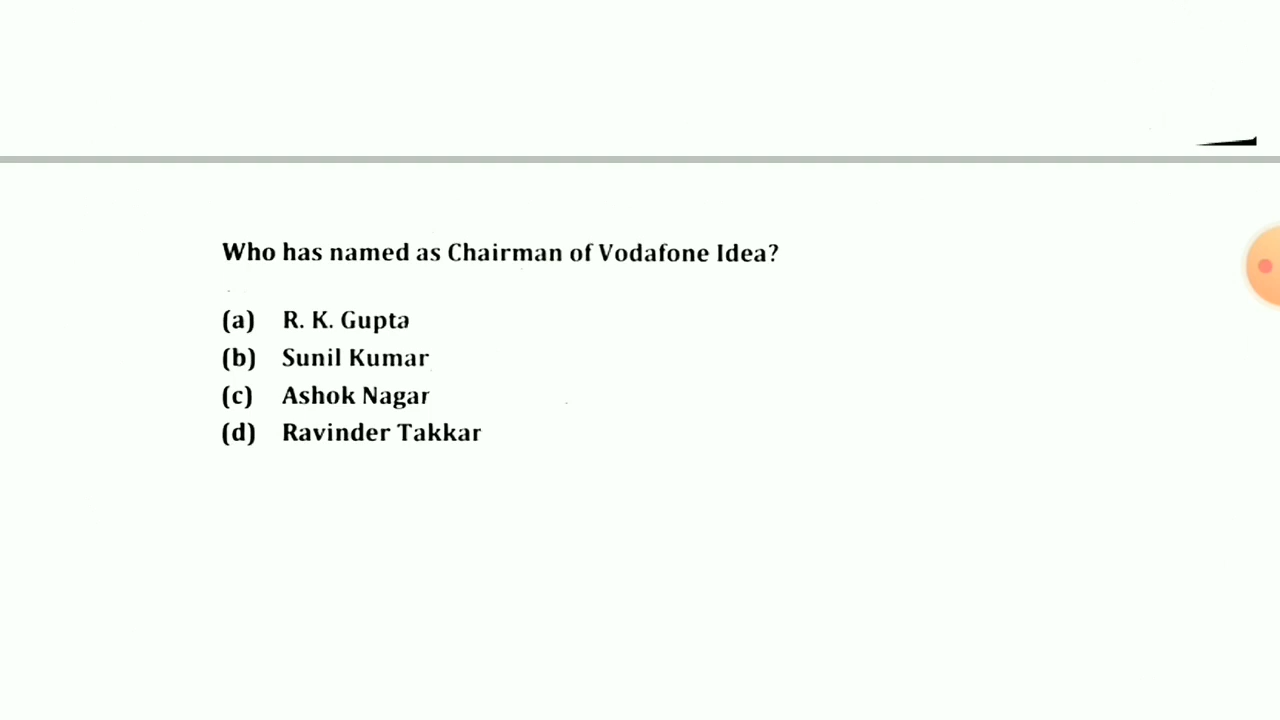 Who has named as Chairman of Vodafone Idea?
(a) R. K. Gupta
(b) Sunil Kumar
(c) Ashok Nagar
(d) Ravinder Takkar